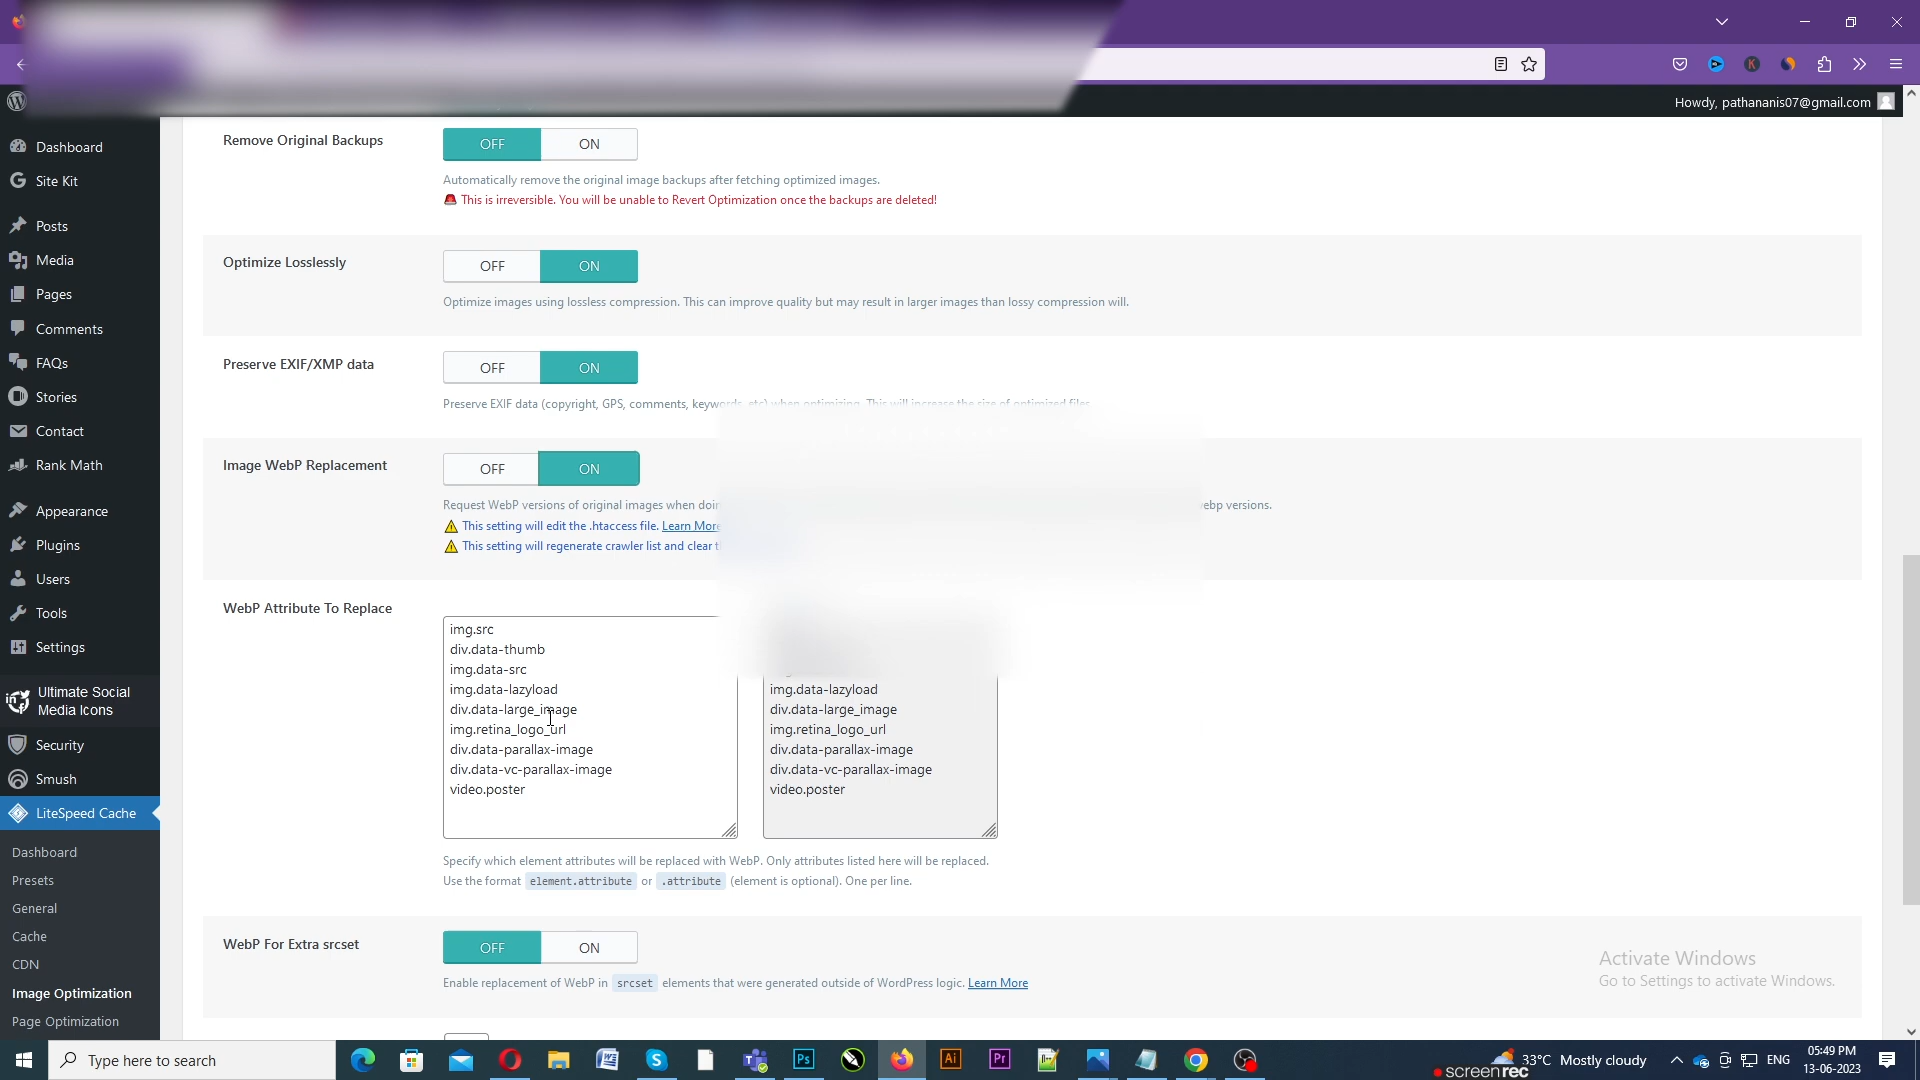 Howdy, pathananis07@gmail.com
Dashboard
Site Kit
Posts
Media
Pages
Comments
FAQs
Stories
Contact
Rank Math
Appearance
Plugins
Users
Tools
Settings
Ultimate Social
Media Icons
Security
Smush
LiteSpeed Cache
Dashboard
Presets
General
Cache
CDN
Image Optimization
Page Optimization
Remove Original Backups
OFF ON
Automatically remove the original image backups after fetching optimized images.
This is irreversible. You will be unable to Revert Optimization once the backups are deleted!
Optimize Losslessly
OFF ON
Optimize images using lossless compression. This can improve quality but may result in larger images than lossy compression will.
Preserve EXIF/XMP data
OFF ON
Preserve EXIF data (copyright, GPS, comments, keywords, etc) when optimizing. This will increase the size of optimized files.
Image WebP Replacement
OFF ON
Request WebP versions of original images when doin
ebp versions.
This setting will edit the .htaccess file. Learn More
This setting will regenerate crawler list and clear t
WebP Attribute To Replace
img.src
div.data-thumb
img.data-src
img.data-lazyload
div.data-large_image
img.retina_logo_url
div.data-parallax-image
div.data-vc-parallax-image
video.poster
img.data-lazyload
div.data-large_image
img.retina_logo_url
div.data-parallax-image
div.data-vc-parallax-image
video.poster
Specify which element attributes will be replaced with WebP. Only attributes listed here will be replaced.
Use the format element.attribute or .attribute (element is optional). One per line.
WebP For Extra srcset
OFF ON
Enable replacement of WebP in srcset elements that were generated outside of WordPress logic. Learn More
Activate Windows
Go to Settings to activate Windows.
Type here to search
33°C Mostly cloudy
ENG
05:49 PM
13-06-2023
screenrec